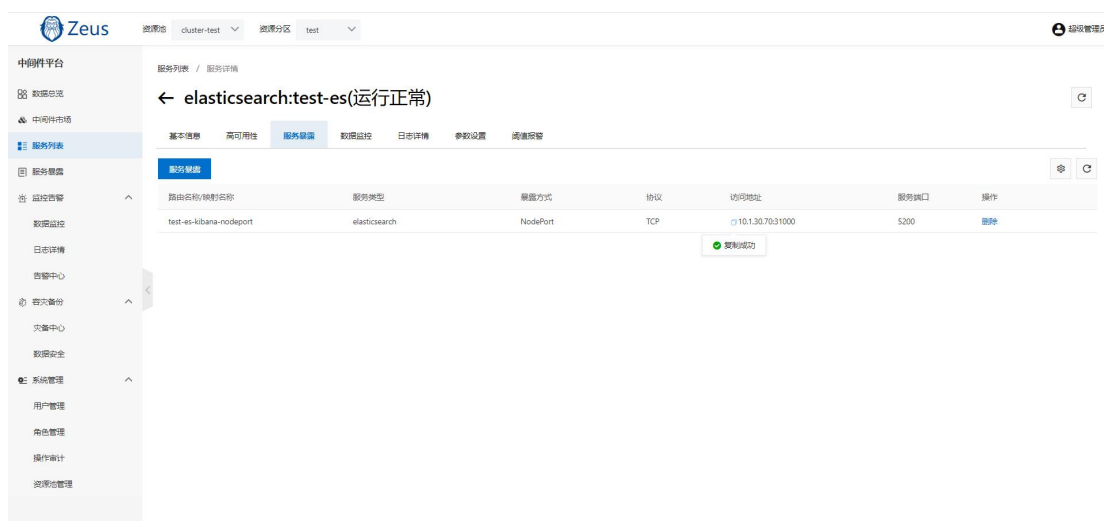 Zeus
资源池 cluster-test 资源分区 test
超级管理员
中间件平台
数据总览
中间件市场
服务列表
服务暴露
监控告警
数据监控
日志详情
告警中心
容灾备份
灾备中心
数据安全
系统管理
用户管理
角色管理
操作审计
资源池管理
服务列表 / 服务详情
elasticsearch:test-es(运行正常)
基本信息 高可用性 服务暴露 数据监控 日志详情 参数设置 阈值报警
服务暴露
路由名称/映射名称 服务类型 暴露方式 协议 访问地址 服务端口 操作
test-es-kibana-nodeport elasticsearch NodePort TCP 10.1.30.70:31000 5200 删除
复制成功